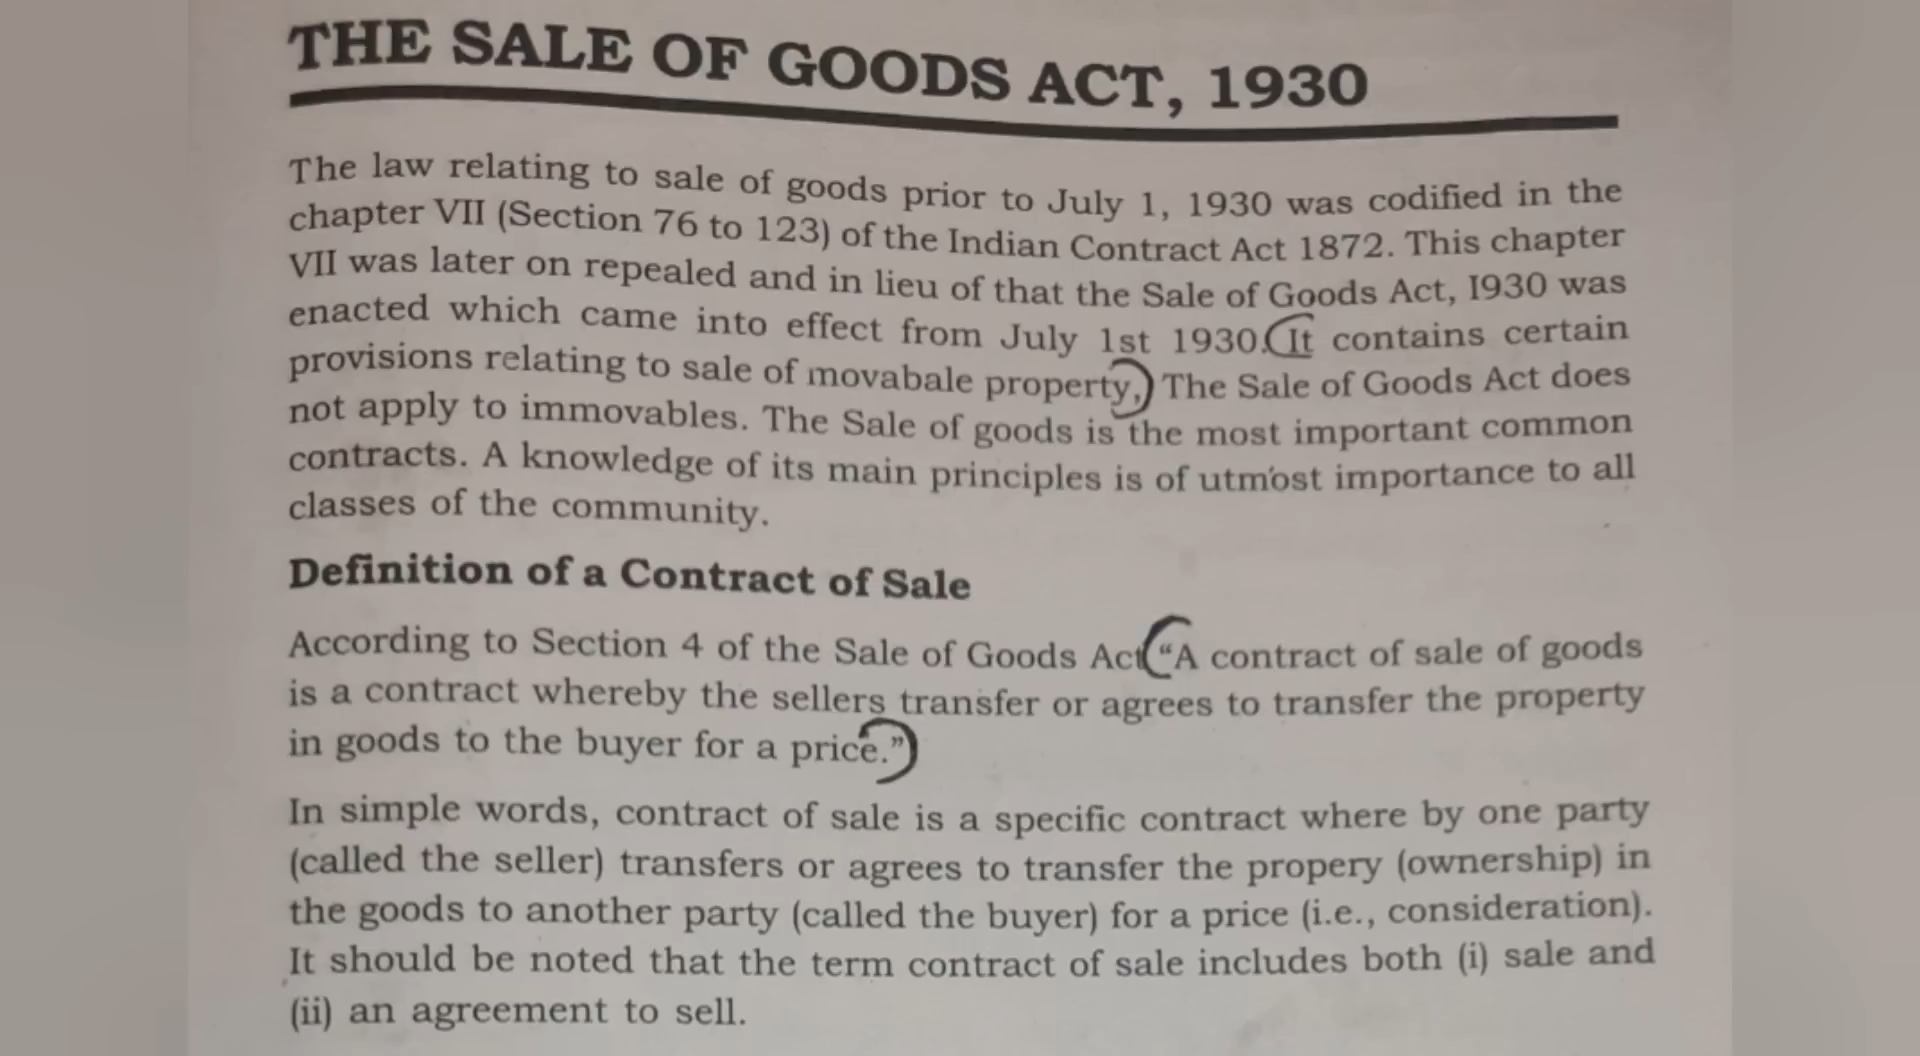 THE SALE OF GOODS ACT, 1930
The law relating to sale of goods prior to July 1, 1930 was codified in the
chapter VII (Section 76 to 123) of the Indian Contract Act 1872. This chapter
VII was later on repealed and in lieu of that the Sale of Goods Act, I930 was
enacted which came into effect from July 1st 1930. It contains certain
provisions relating to sale of movabale property, The Sale of Goods Act does
not apply to immovables. The Sale of goods is the most important common
contracts. A knowledge of its main principles is of utmost importance to all
classes of the community.
Definition of a Contract of Sale
According to Section 4 of the Sale of Goods Act “A contract of sale of goods
is a contract whereby the sellers transfer or agrees to transfer the property
in goods to the buyer for a price.”
In simple words, contract of sale is a specific contract where by one party
(called the seller) transfers or agrees to transfer the propery (ownership) in
the goods to another party (called the buyer) for a price (i.e., consideration).
It should be noted that the term contract of sale includes both (i) sale and
(ii) an agreement to sell.